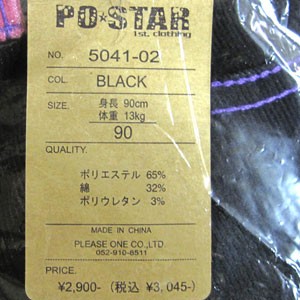 PO★STAR
1st. clothing
NO. 5041-02
COL. BLACK
SIZE. 身長 90cm
体重 13kg
90
QUALITY.
ポリエステル 65%
綿 32%
ポリウレタン 3%
MADE IN CHINA
PLEASE ONE CO.,LTD.
052-910-8511
PRICE.
¥2,900- (税込 ¥3,045-)